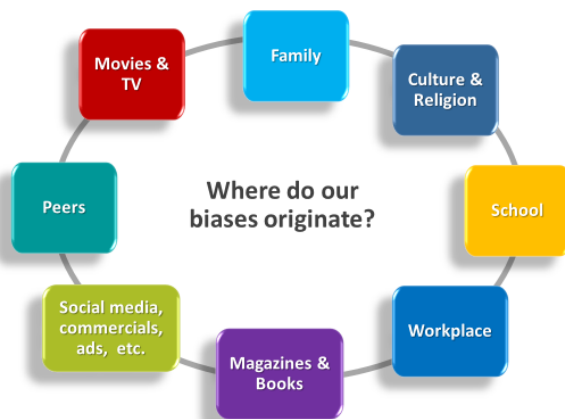 Where do our
biases originate?
Family
Culture &
Religion
School
Workplace
Magazines &
Books
Social media,
commercials,
ads, etc.
Peers
Movies &
TV